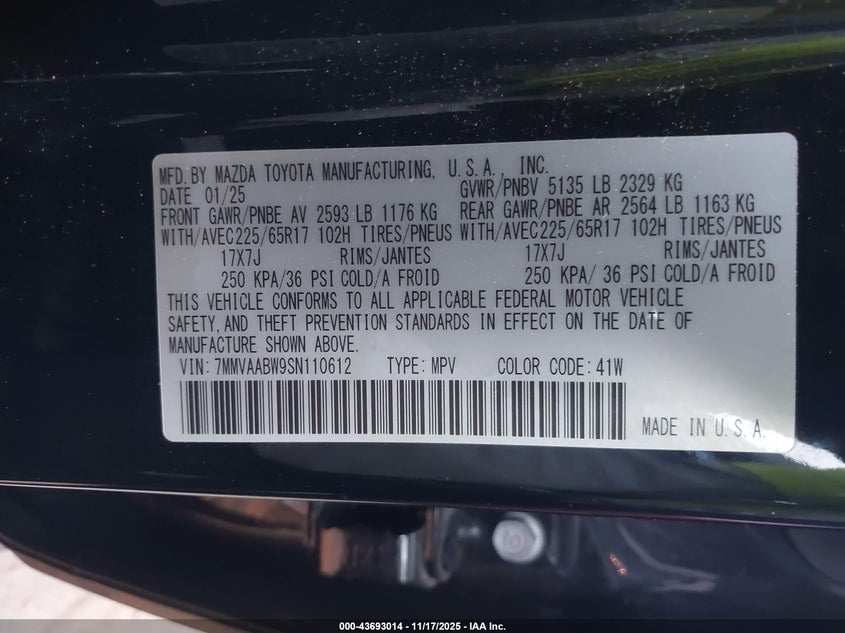 MFD. BY MAZDA TOYOTA MANUFACTURING, U.S.A., INC.
DATE 01/25 GVWR/PNBV 5135 LB 2329 KG
FRONT GAWR/PNBE AV 2593 LB 1176 KG REAR GAWR/PNBE AR 2564 LB 1163 KG
WITH/AVEC225/65R17 102H TIRES/PNEUS WITH/AVEC225/65R17 102H TIRES/PNEUS
17X7J RIMS/JANTES 17X7J RIMS/JANTES
250 KPA/36 PSI COLD/A FROID 250 KPA/ 36 PSI COLD/A FROID
THIS VEHICLE CONFORMS TO ALL APPLICABLE FEDERAL MOTOR VEHICLE
SAFETY, AND THEFT PREVENTION STANDARDS IN EFFECT ON THE DATE OF
MANUFACTURE SHOWN ABOVE.
VIN: 7MMVAABW9SN110612 TYPE: MPV COLOR CODE: 41W
MADE IN U.S.A.
000-43693014 - 11/17/2025 - IAA Inc.